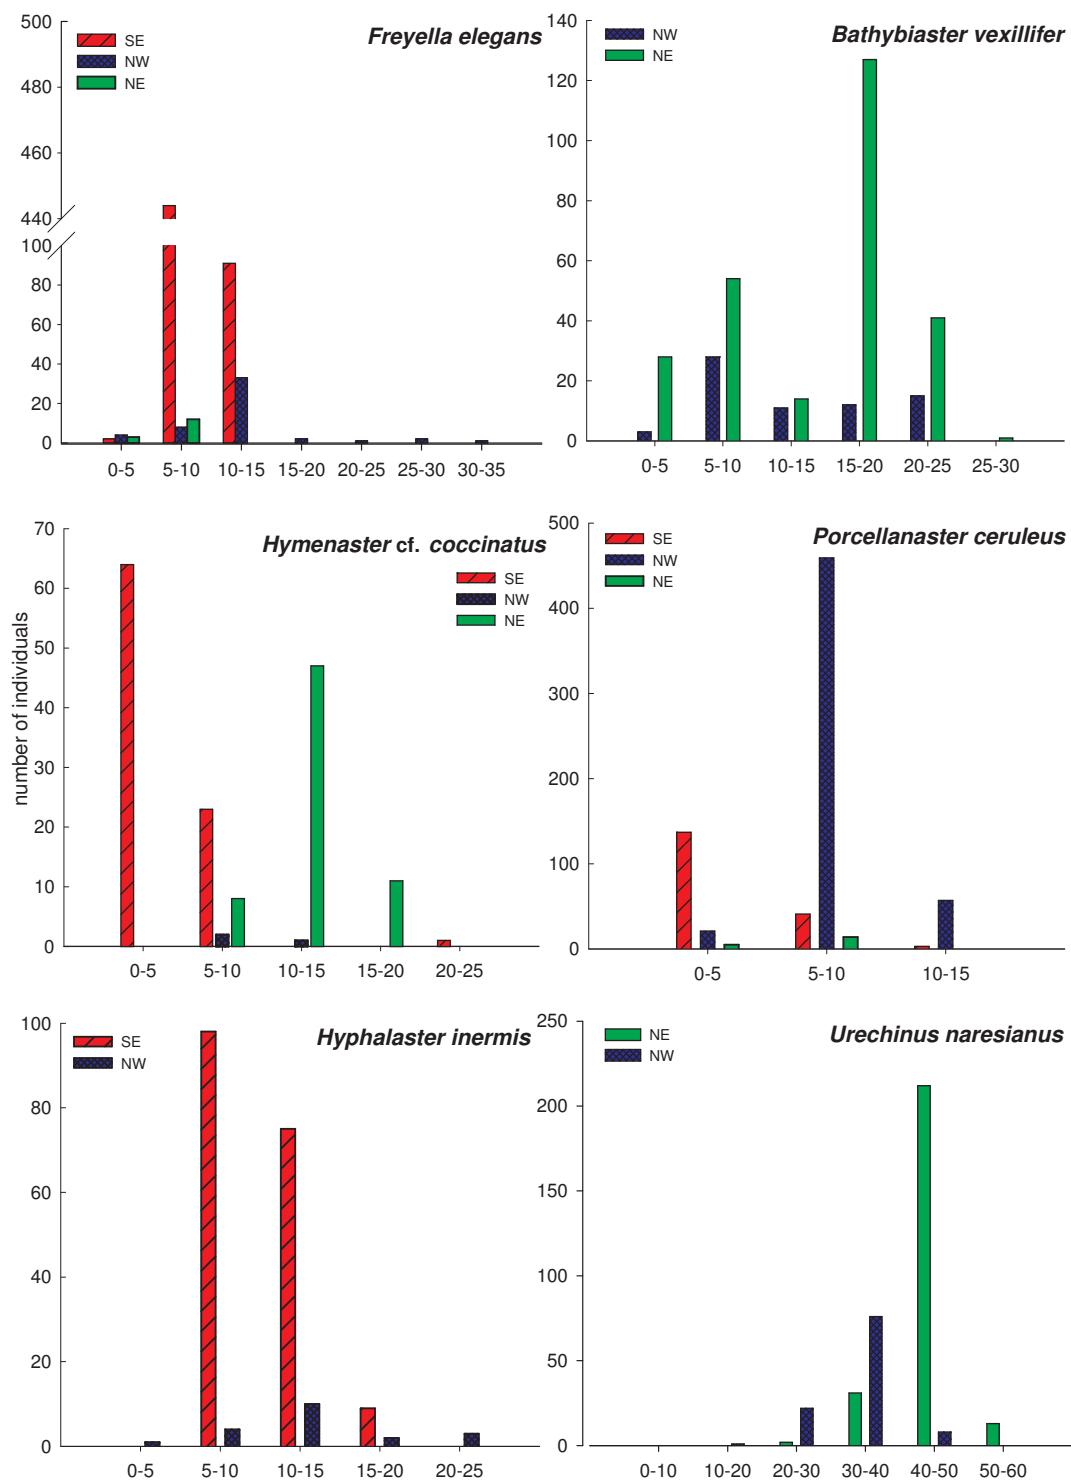 Freyella elegans
SE
NW
NE
500
480
460
440
100
80
60
40
20
0
0-5 5-10 10-15 15-20 20-25 25-30 30-35
Bathybiaster vexillifer
NW
NE
140
120
100
80
60
40
20
0
0-5 5-10 10-15 15-20 20-25 25-30
number of individuals
Hymenaster cf. coccinatus
SE
NW
NE
70
60
50
40
30
20
10
0
0-5 5-10 10-15 15-20 20-25
Porcellanaster ceruleus
SE
NW
NE
500
400
300
200
100
0
0-5 5-10 10-15
Hyphalaster inermis
SE
NW
100
80
60
40
20
0
0-5 5-10 10-15 15-20 20-25
Urechinus naresianus
NE
NW
250
200
150
100
50
0
0-10 10-20 20-30 30-40 40-50 50-60